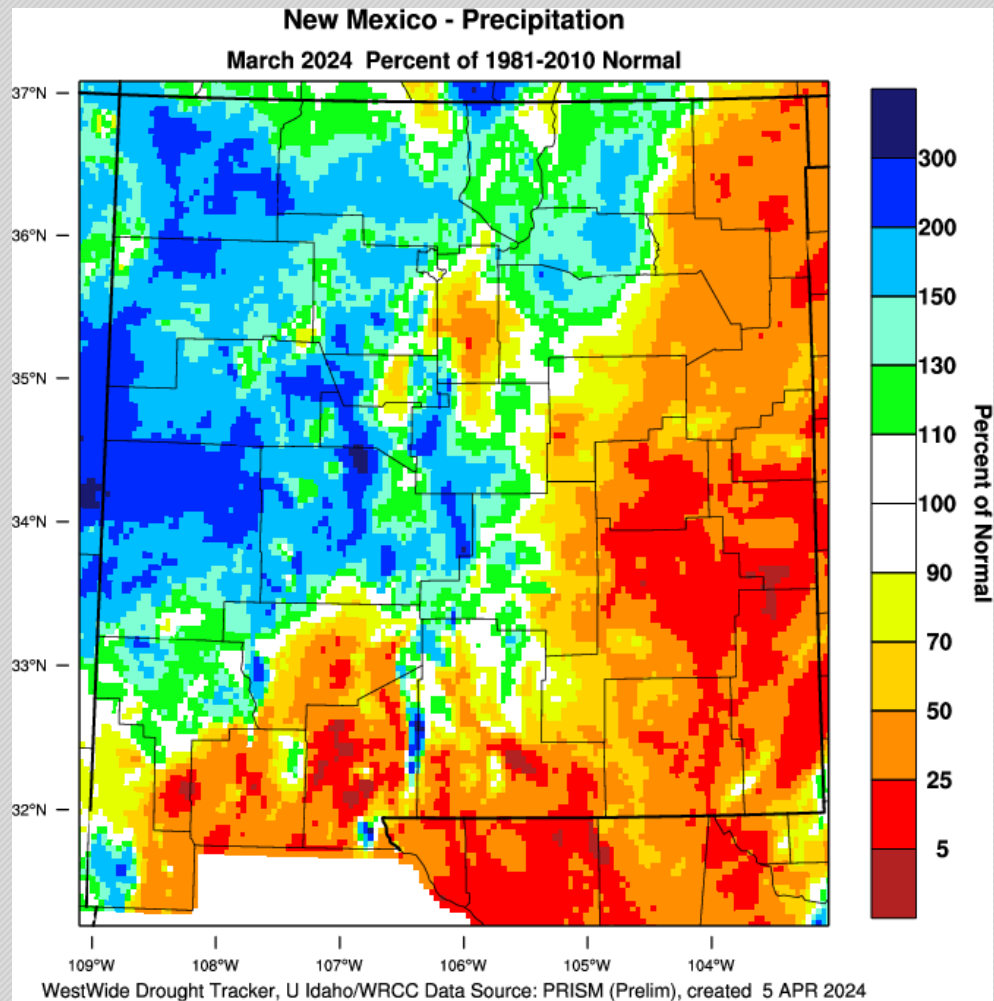 New Mexico - Precipitation
March 2024  Percent of 1981-2010 Normal
37°N
36°N
35°N
34°N
33°N
32°N
109°W 108°W 107°W 106°W 105°W 104°W
300
200
150
130
110
100
90
70
50
25
5
Percent of Normal
WestWide Drought Tracker, U Idaho/WRCC Data Source: PRISM (Prelim), created  5 APR 2024